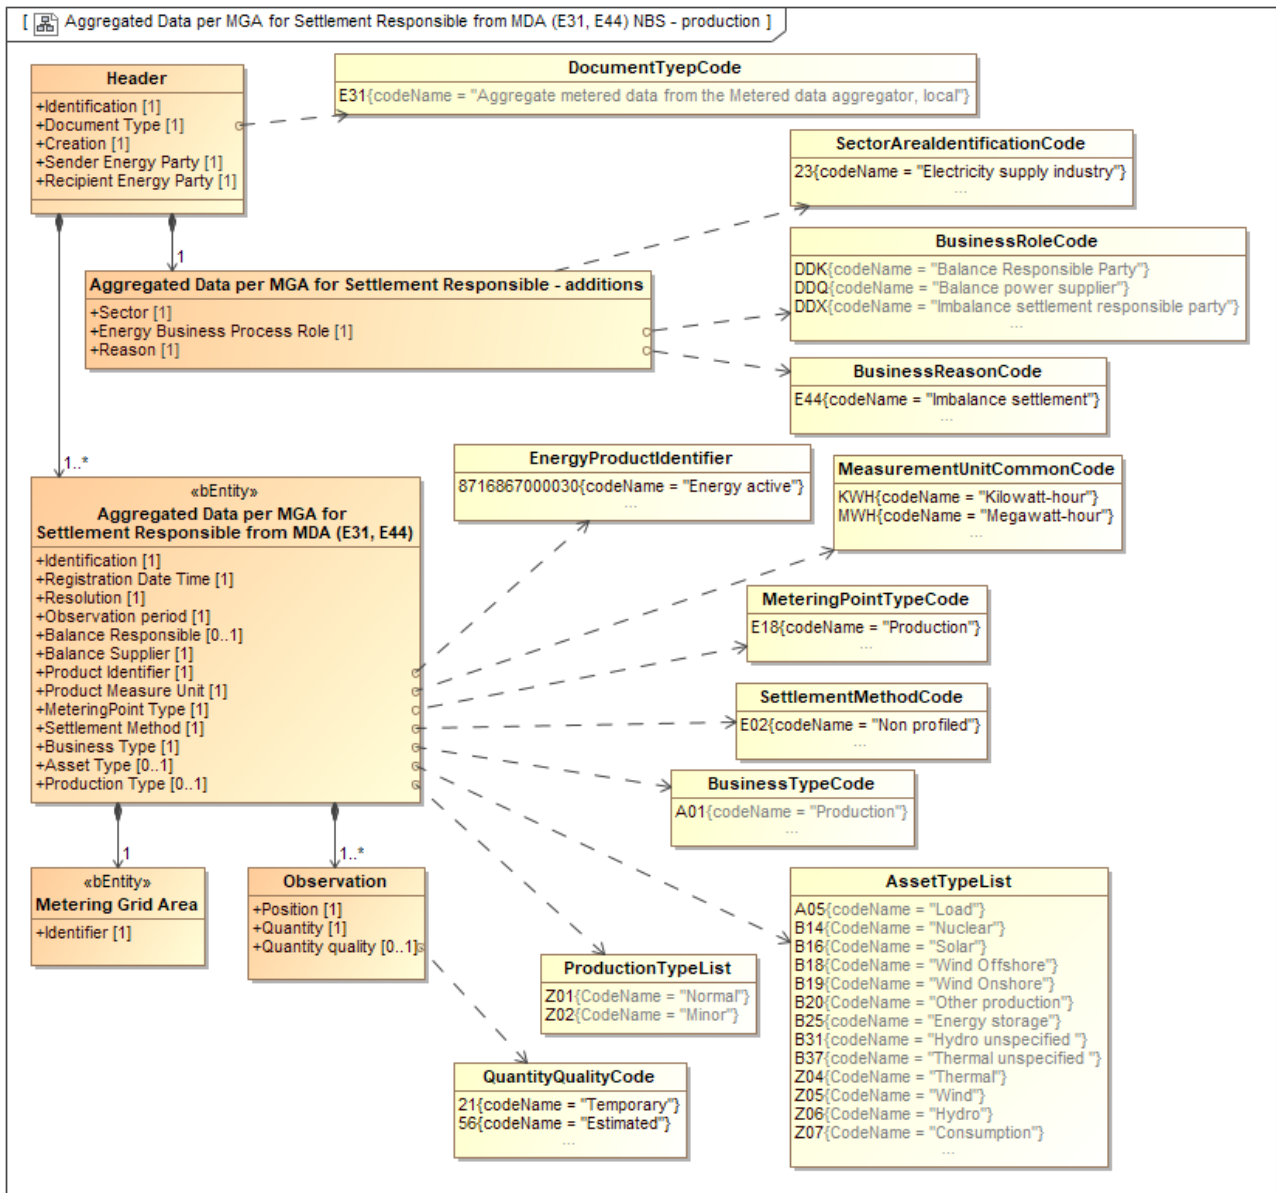 [ Aggregated Data per MGA for Settlement Responsible from MDA (E31, E44) NBS - production ]
Header
+Identification [1]
+Document Type [1]
+Creation [1]
+Sender Energy Party [1]
+Recipient Energy Party [1]
DocumentTyepCode
E31{codeName = "Aggregate metered data from the Metered data aggregator, local"}
SectorAreaIdentificationCode
23{codeName = "Electricity supply industry"}
...
1
Aggregated Data per MGA for Settlement Responsible - additions
+Sector [1]
+Energy Business Process Role [1]
+Reason [1]
BusinessRoleCode
DDK{codeName = "Balance Responsible Party"}
DDQ{codeName = "Balance power supplier"}
DDX{codeName = "Imbalance settlement responsible party"}
...
BusinessReasonCode
E44{codeName = "Imbalance settlement"}
...
1..*
«bEntity»
Aggregated Data per MGA for
Settlement Responsible from MDA (E31, E44)
+Identification [1]
+Registration Date Time [1]
+Resolution [1]
+Observation period [1]
+Balance Responsible [0..1]
+Balance Supplier [1]
+Product Identifier [1]
+Product Measure Unit [1]
+MeteringPoint Type [1]
+Settlement Method [1]
+Business Type [1]
+Asset Type [0..1]
+Production Type [0..1]
EnergyProductIdentifier
8716867000030{codeName = "Energy active"}
...
MeasurementUnitCommonCode
KWH{codeName = "Kilowatt-hour"}
MWH{codeName = "Megawatt-hour"}
...
MeteringPointTypeCode
E18{codeName = "Production"}
...
SettlementMethodCode
E02{codeName = "Non profiled"}
...
BusinessTypeCode
A01{codeName = "Production"}
...
1
1..*
«bEntity»
Metering Grid Area
+Identifier [1]
Observation
+Position [1]
+Quantity [1]
+Quantity quality [0..1]
AssetTypeList
A05{codeName = "Load"}
B14{codeName = "Nuclear"}
B16{codeName = "Solar"}
B18{codeName = "Wind Offshore"}
B19{codeName = "Wind Onshore"}
B20{codeName = "Other production"}
B25{codeName = "Energy storage"}
B31{codeName = "Hydro unspecified "}
B37{codeName = "Thermal unspecified "}
Z04{CodeName = "Thermal"}
Z05{CodeName = "Wind"}
Z06{CodeName = "Hydro"}
Z07{CodeName = "Consumption"}
...
ProductionTypeList
Z01{CodeName = "Normal"}
Z02{CodeName = "Minor"}
QuantityQualityCode
21{codeName = "Temporary"}
56{codeName = "Estimated"}
...